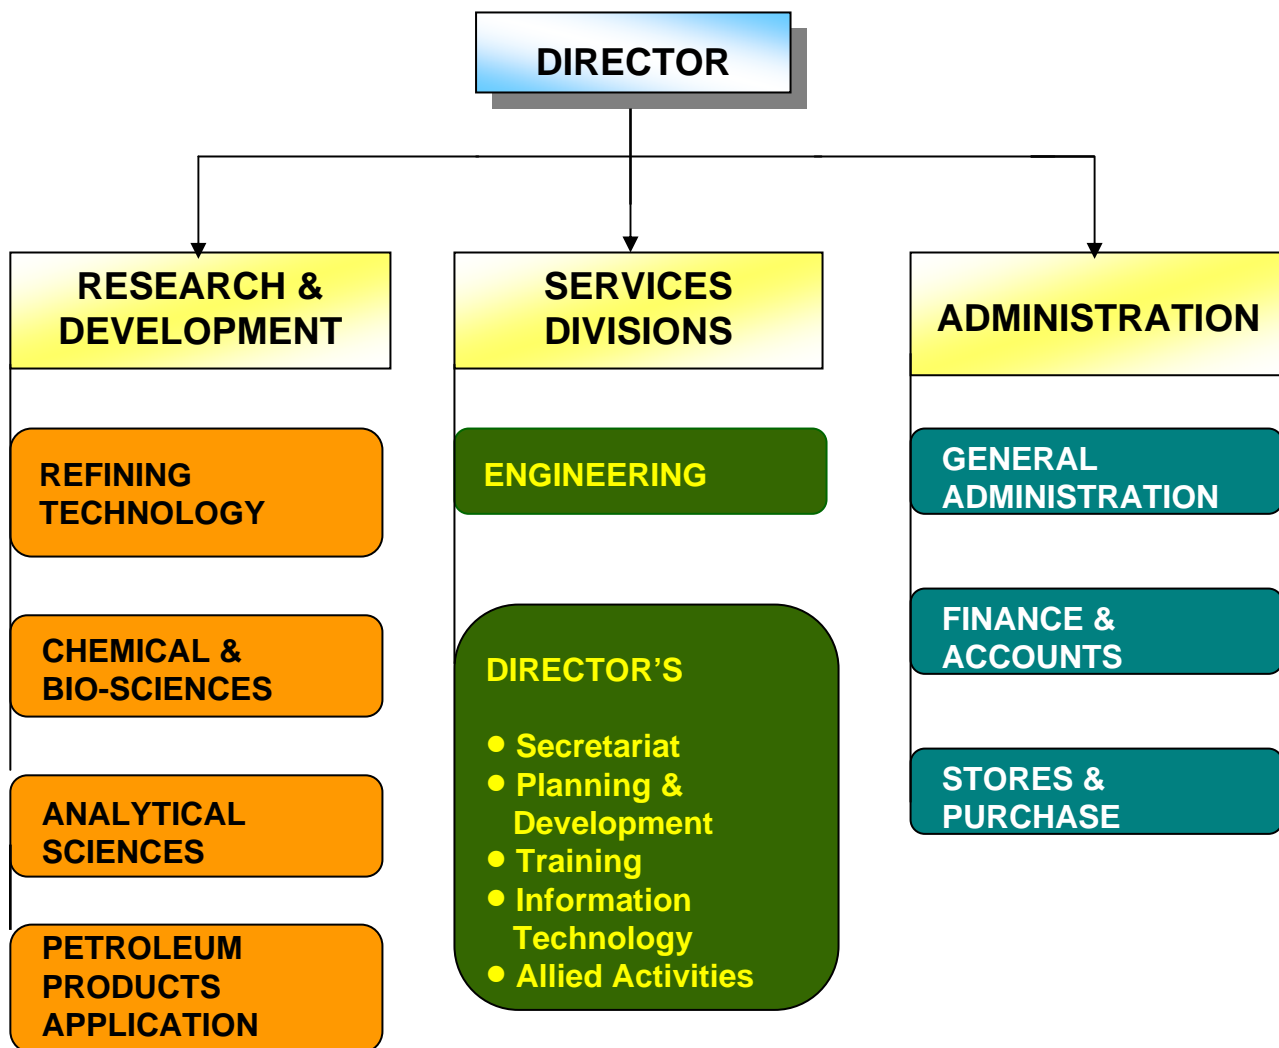 DIRECTOR
RESEARCH &
DEVELOPMENT
REFINING
TECHNOLOGY
CHEMICAL &
BIO-SCIENCES
ANALYTICAL
SCIENCES
PETROLEUM
PRODUCTS
APPLICATION
SERVICES
DIVISIONS
ENGINEERING
DIRECTOR’S
● Secretariat
● Planning &
Development
● Training
● Information
Technology
● Allied Activities
ADMINISTRATION
GENERAL
ADMINISTRATION
FINANCE &
ACCOUNTS
STORES &
PURCHASE